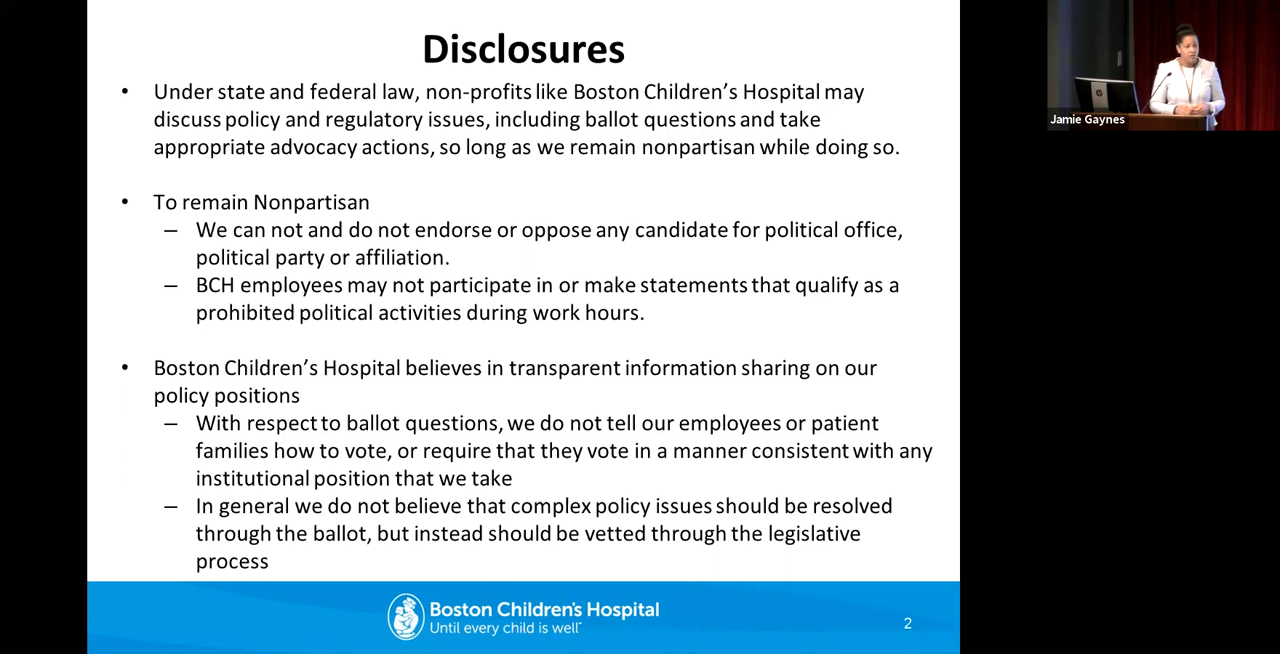 Disclosures
• Under state and federal law, non-profits like Boston Children's Hospital may
discuss policy and regulatory issues, including ballot questions and take
appropriate advocacy actions, so long as we remain nonpartisan while doing so.
• To remain Nonpartisan
– We can not and do not endorse or oppose any candidate for political office,
political party or affiliation.
– BCH employees may not participate in or make statements that qualify as a
prohibited political activities during work hours.
• Boston Children's Hospital believes in transparent information sharing on our
policy positions
– With respect to ballot questions, we do not tell our employees or patient
families how to vote, or require that they vote in a manner consistent with any
institutional position that we take
– In general we do not believe that complex policy issues should be resolved
through the ballot, but instead should be vetted through the legislative
process
Boston Children's Hospital
Until every child is well™
2
hp
Jamie Gaynes